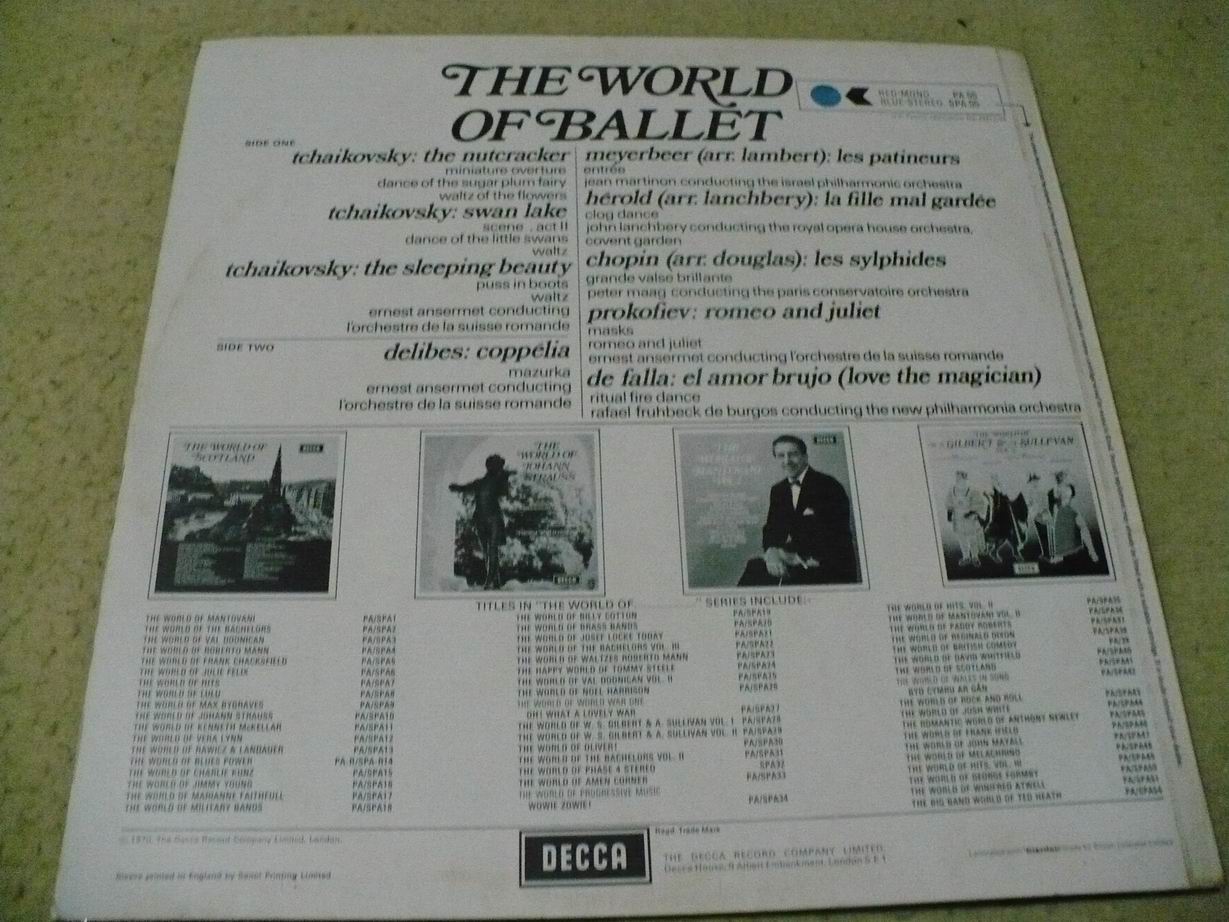 THE WORLD
OF BALLET
RED-MONO PA 55
BLUE-STEREO SPA 55
SIDE ONE
tchaikovsky: the nutcracker
miniature overture
dance of the sugar plum fairy
waltz of the flowers
tchaikovsky: swan lake
scene . act II
dance of the little swans
waltz
tchaikovsky: the sleeping beauty
puss in boots
waltz
ernest ansermet conducting
l'orchestre de la suisse romande
SIDE TWO
delibes: coppélia
mazurka
ernest ansermet conducting
l'orchestre de la suisse romande
meyerbeer (arr. lambert): les patineurs
entrée
jean martinon conducting the israel philharmonic orchestra
hérold (arr. lanchbery): la fille mal gardée
clog dance
john lanchbery conducting the royal opera house orchestra,
covent garden
chopin (arr. douglas): les sylphides
grande valse brillante
peter maag conducting the paris conservatoire orchestra
prokofiev: romeo and juliet
masks
romeo and juliet
ernest ansermet conducting l'orchestre de la suisse romande
de falla: el amor brujo (love the magician)
ritual fire dance
rafael fruhbeck de burgos conducting the new philharmonia orchestra
THE WORLD OF
SCOTLAND
DECCA
THE
WORLD OF
JOHANN
STRAUSS
DECCA
THE
WORLD OF
MANTOVANI
DECCA
THE WORLD OF
GILBERT & SULLIVAN
DECCA
TITLES IN "THE WORLD OF........" SERIES INCLUDE:-
THE WORLD OF MANTOVANI PA/SPA1
THE WORLD OF THE BACHELORS PA/SPA2
THE WORLD OF VAL DOONICAN PA/SPA3
THE WORLD OF ROBERTO MANN PA/SPA4
THE WORLD OF FRANK CHACKSFIELD PA/SPA5
THE WORLD OF JULIE FELIX PA/SPA6
THE WORLD OF HITS PA/SPA7
THE WORLD OF LULU PA/SPA8
THE WORLD OF MAX BYGRAVES PA/SPA9
THE WORLD OF JOHANN STRAUSS PA/SPA10
THE WORLD OF KENNETH McKELLAR PA/SPA11
THE WORLD OF VERA LYNN PA/SPA12
THE WORLD OF RAWICZ & LANDAUER PA/SPA13
THE WORLD OF BLUES POWER PA-R/SPA-R14
THE WORLD OF CHARLIE KUNZ PA/SPA15
THE WORLD OF JIMMY YOUNG PA/SPA16
THE WORLD OF MARIANNE FAITHFULL PA/SPA17
THE WORLD OF MILITARY BANDS PA/SPA18
THE WORLD OF BILLY COTTON PA/SPA19
THE WORLD OF BRASS BANDS PA/SPA20
THE WORLD OF JOSEF LOCKE TODAY PA/SPA21
THE WORLD OF THE BACHELORS VOL. III PA/SPA22
THE WORLD OF WALTZES ROBERTO MANN PA/SPA23
THE HAPPY WORLD OF TOMMY STEELE PA/SPA24
THE WORLD OF VAL DOONICAN VOL. II PA/SPA25
THE WORLD OF NOEL HARRISON PA/SPA26
THE WORLD OF WORLD WAR ONE
OH! WHAT A LOVELY WAR PA/SPA27
THE WORLD OF W. S. GILBERT & A. SULLIVAN VOL. I PA/SPA28
THE WORLD OF W. S. GILBERT & A. SULLIVAN VOL. II PA/SPA29
THE WORLD OF OLIVER! PA/SPA30
THE WORLD OF THE BACHELORS VOL. II PA/SPA31
THE WORLD OF PHASE 4 STEREO SPA32
THE WORLD OF AMEN CORNER PA/SPA33
THE WORLD OF PROGRESSIVE MUSIC
WOWIE ZOWIE! PA/SPA34
THE WORLD OF HITS, VOL. II PA/SPA35
THE WORLD OF MANTOVANI VOL. II PA/SPA36
THE WORLD OF PADDY ROBERTS PA/SPA37
THE WORLD OF REGINALD DIXON PA/SPA38
THE WORLD OF BRITISH COMEDY PA/39
THE WORLD OF DAVID WHITFIELD PA/SPA40
THE WORLD OF SCOTLAND PA/SPA41
THE WORLD OF WALES IN SONG PA/SPA42
BYD CYMRU AR GÂN
THE WORLD OF ROCK AND ROLL
THE WORLD OF JOSH WHITE
THE ROMANTIC WORLD OF ANTHONY NEWLEY
THE WORLD OF FRANK IFIELD
THE WORLD OF JOHN MAYALL
THE WORLD OF MELACHRINO
THE WORLD OF HITS, VOL. III
THE WORLD OF GEORGE FORMBY
THE WORLD OF WINIFRED ATWELL
THE BIG BAND WORLD OF TED HEATH PA/SPA54
© 1970, The Decca Record Company Limited, London.
Sleeve printed in England by Senol Printing Limited
DECCA
Regd. Trade Mark
THE DECCA RECORD COMPANY LIMITED,
Decca House, 9 Albert Embankment, London S E 1